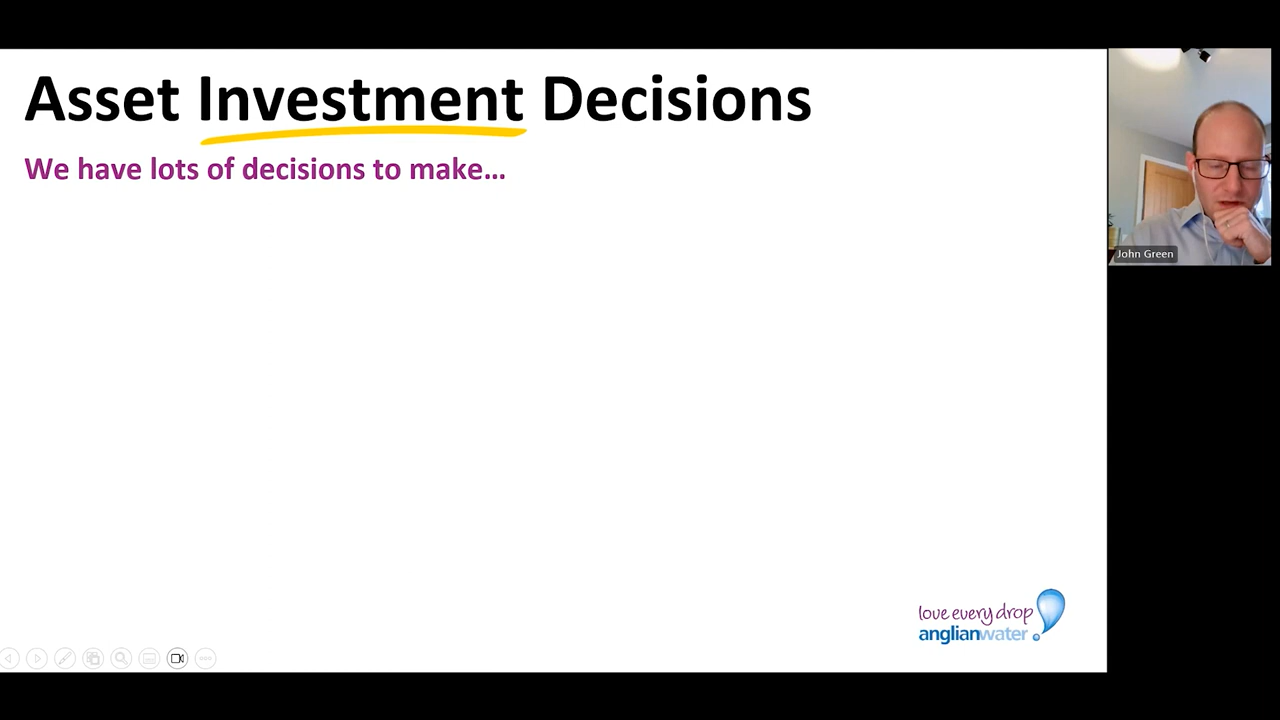 Asset Investment Decisions
We have lots of decisions to make…
John Green
love every drop
anglianwater